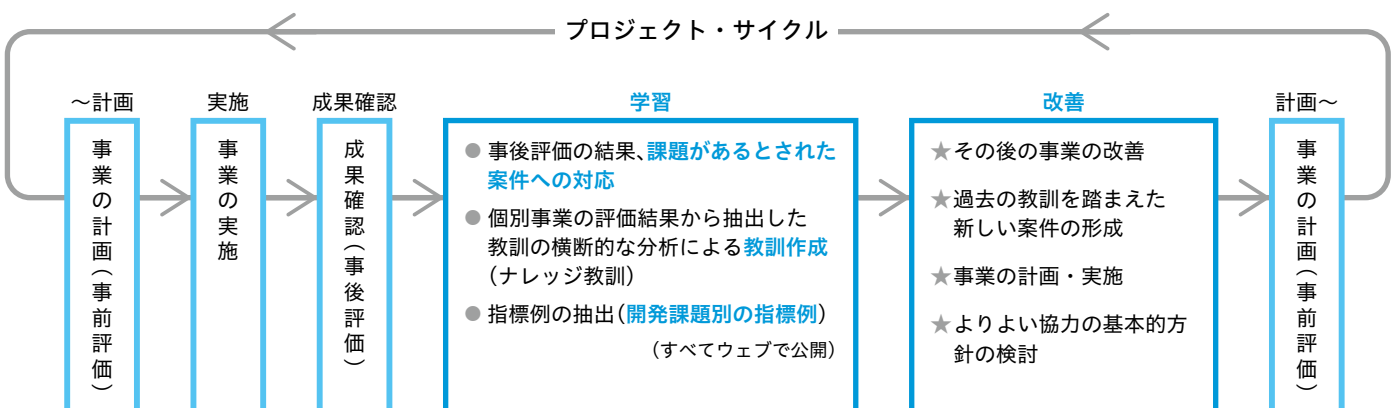 プロジェクト・サイクル
～計画
事業の計画（事前評価）
実施
事業の実施
成果確認
成果確認（事後評価）
学習
● 事後評価の結果、課題があるとされた
案件への対応
● 個別事業の評価結果から抽出した
教訓の横断的な分析による教訓作成
（ナレッジ教訓）
● 指標例の抽出（開発課題別の指標例）
（すべてウェブで公開）
改善
★その後の事業の改善
★過去の教訓を踏まえた
新しい案件の形成
★事業の計画・実施
★よりよい協力の基本的方
針の検討
計画～
事業の計画（事前評価）